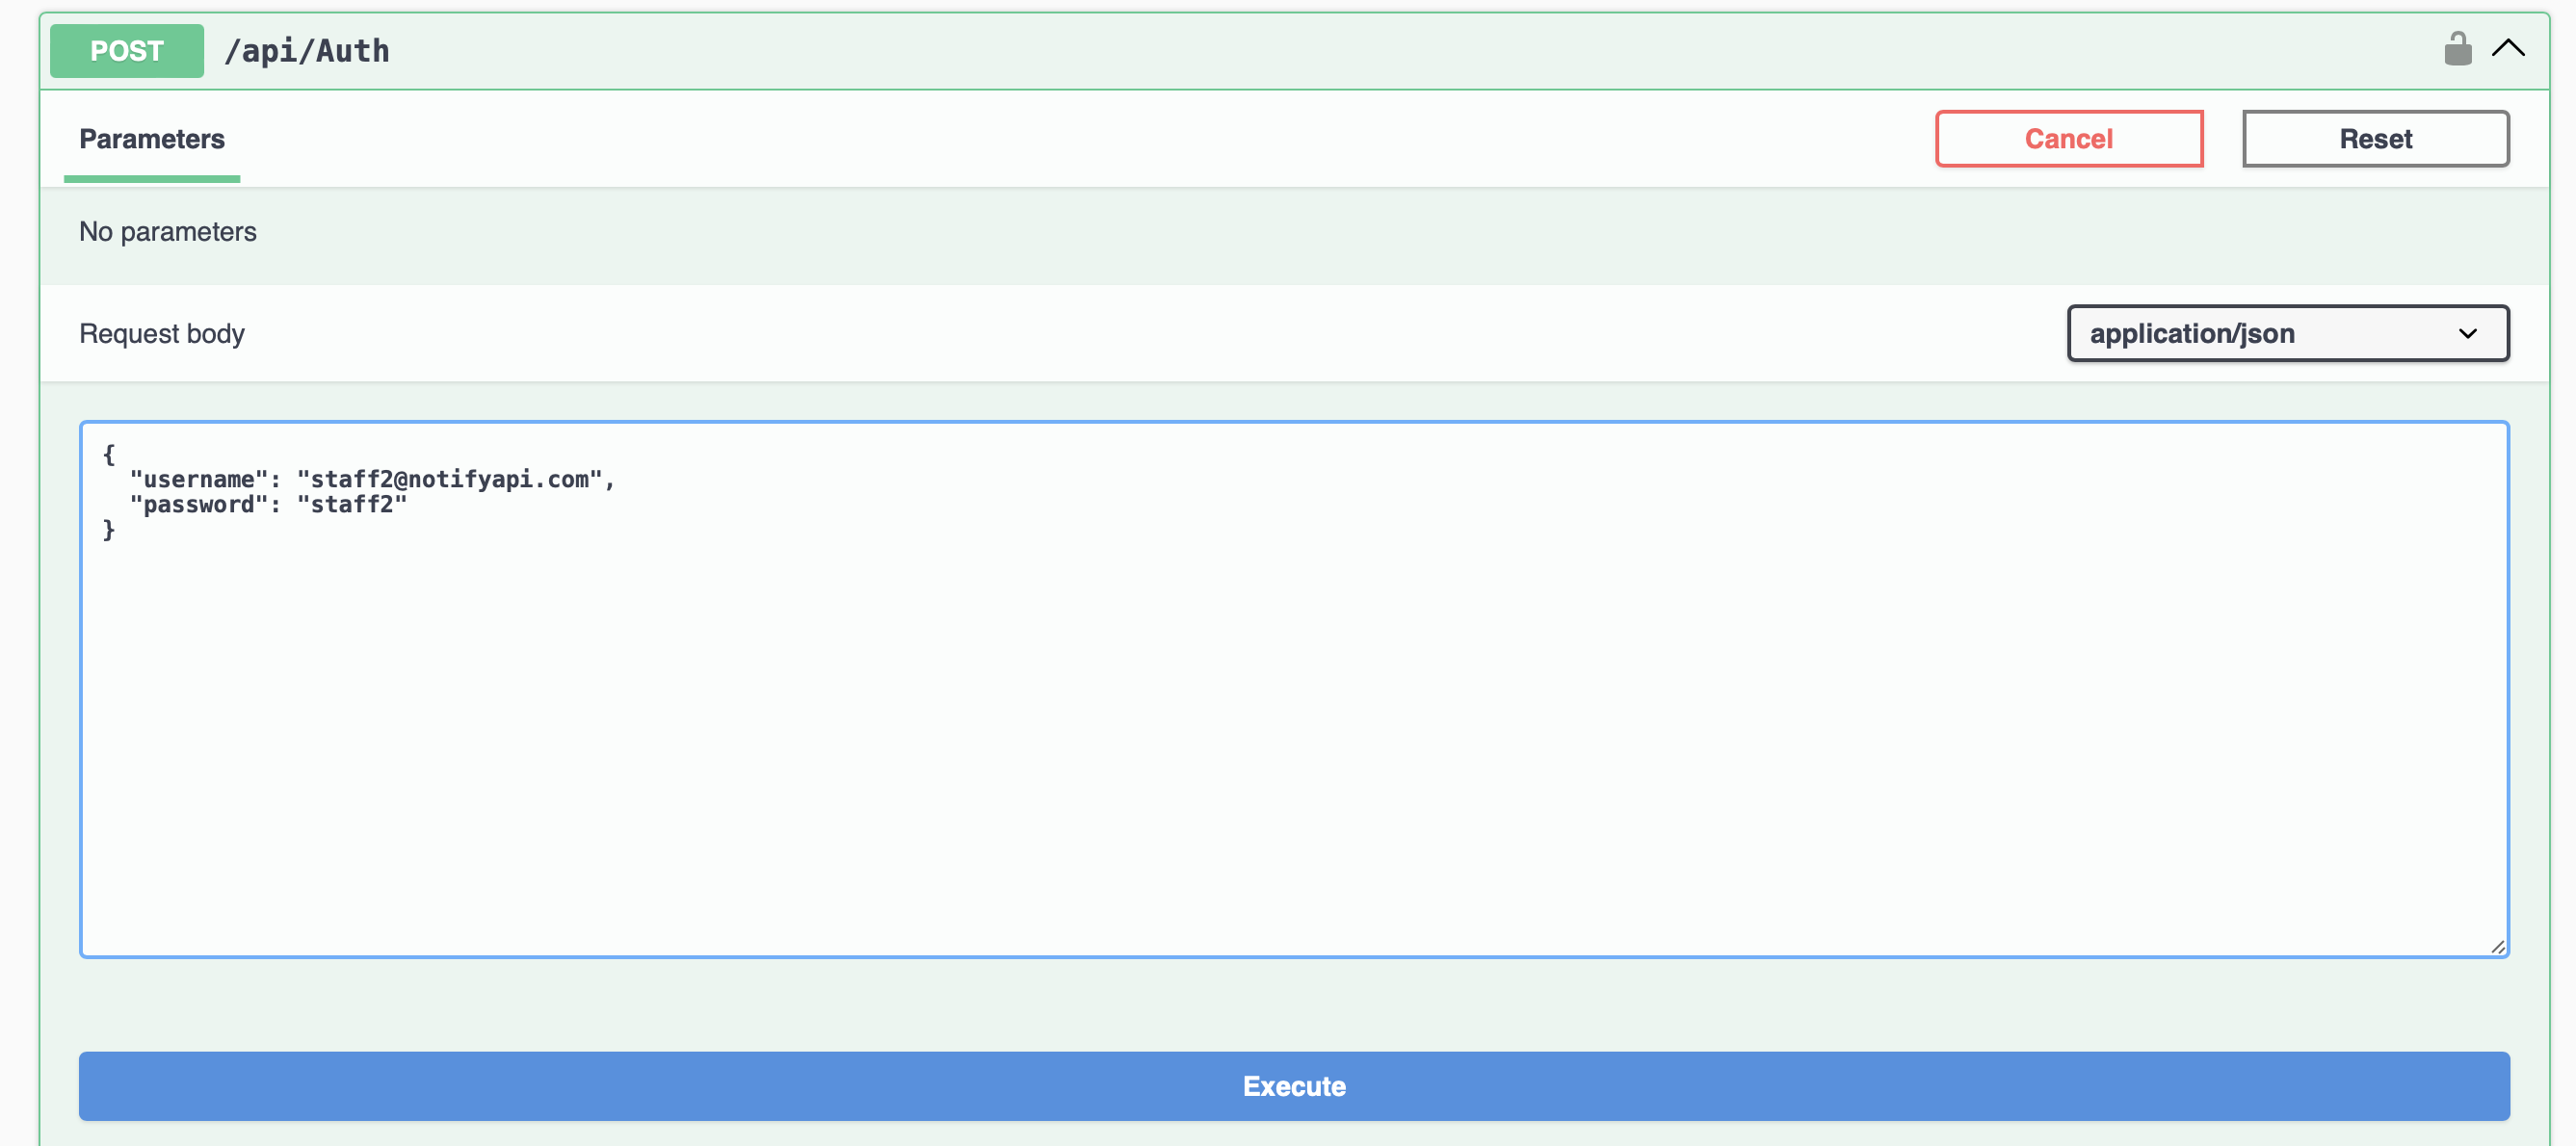 POST /api/Auth
Parameters
Cancel
Reset
No parameters
Request body
application/json
{
  "username": "staff2@notifyapi.com",
  "password": "staff2"
}
Execute